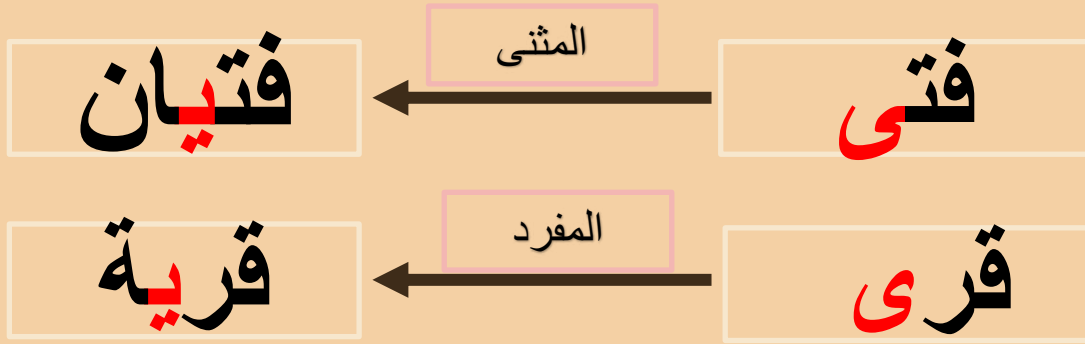 فتى المثنى فتيان
قرى المفرد قرية